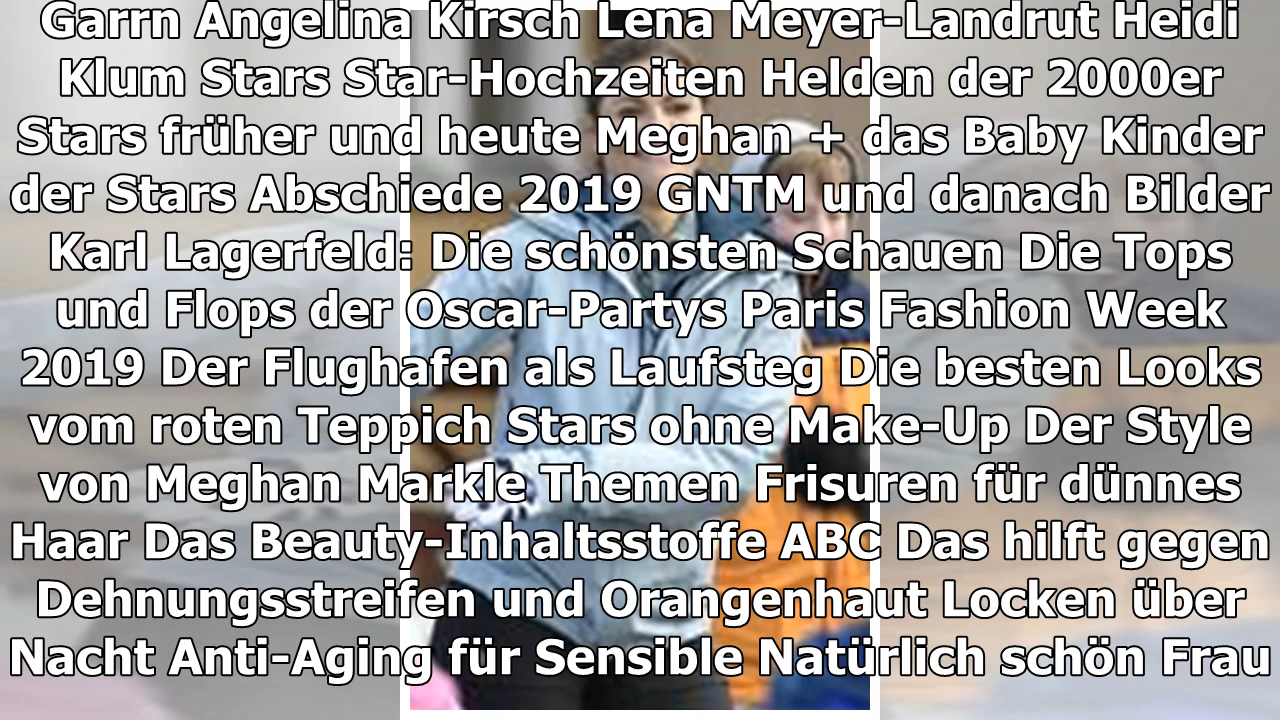 Garrn Angelina Kirsch Lena Meyer-Landrut Heidi
Klum Stars Star-Hochzeiten Helden der 2000er
Stars früher und heute Meghan + das Baby Kinder
der Stars Abschiede 2019 GNTM und danach Bilder
Karl Lagerfeld: Die schönsten Schauen Die Tops
und Flops der Oscar-Partys Paris Fashion Week
2019 Der Flughafen als Laufsteg Die besten Looks
vom roten Teppich Stars ohne Make-Up Der Style
von Meghan Markle Themen Frisuren für dünnes
Haar Das Beauty-Inhaltsstoffe ABC Das hilft gegen
Dehnungsstreifen und Orangenhaut Locken über
Nacht Anti-Aging für Sensible Natürlich schön Frau